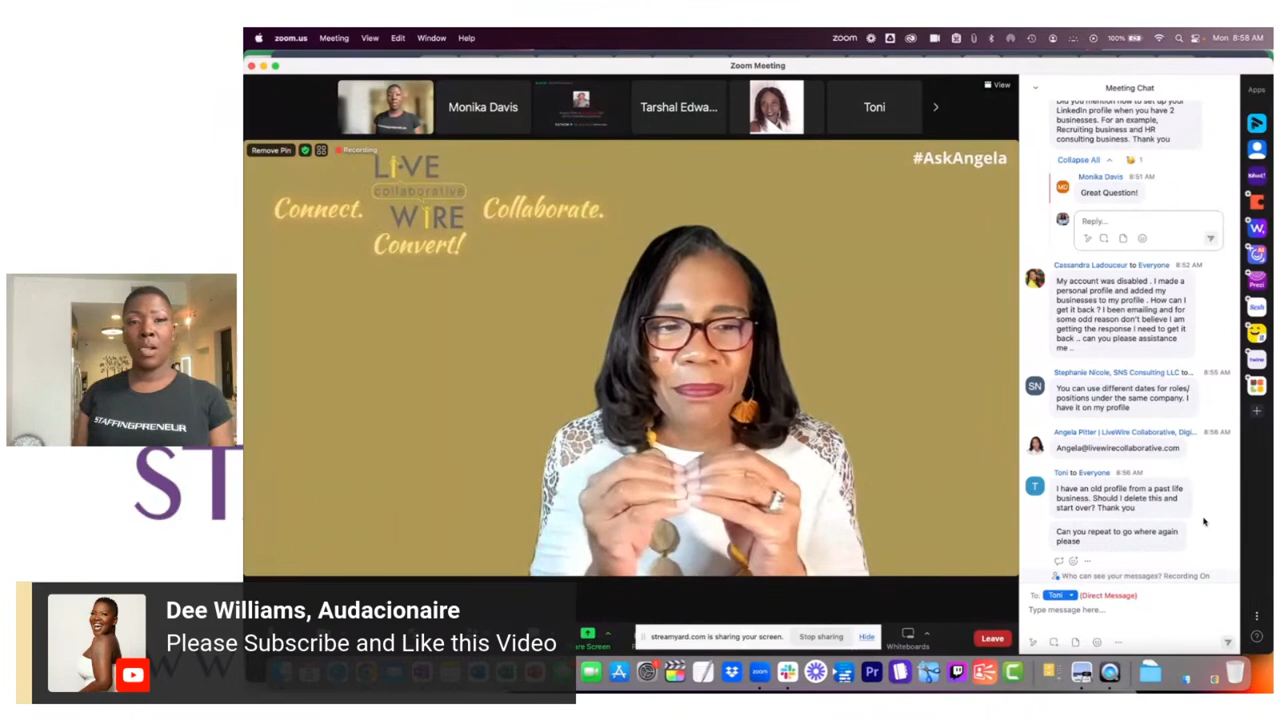 zoom.us Meeting View Edit Window Help
zoom 100% Mon 8:58 AM
Zoom Meeting
Monika Davis
Tarshal Edwa...
Toni
View
Remove Pin
Recording
LIVE
collaborative
WIRE
Connect.
Collaborate.
Convert!
#AskAngela
Meeting Chat
Apps
Did you mention how to set up your
LinkedIn profile when you have 2
businesses. For an example,
Recruiting business and HR
consulting business. Thank you
Collapse All 1
Monika Davis 8:51 AM
MD
Great Question!
Reply...
Cassandra Ladouceur to Everyone 8:52 AM
My account was disabled . I made a
personal profile and added my
businesses to my profile . How can I
get it back ? I been emailing and for
some odd reason don't believe I am
getting the response I need to get it
back .. can you please assistance
me ..
Stephanie Nicole, SNS Consulting LLC to... 8:55 AM
SN
You can use different dates for roles/
positions under the same company. I
have it on my profile
Angela Pitter | LiveWire Collaborative, Digi... 8:56 AM
Angela@livewirecollaborative.com
Toni to Everyone 8:56 AM
T
I have an old profile from a past life
business. Should I delete this and
start over? Thank you
Can you repeat to go where again
please
Who can see your messages? Recording On
To: Toni (Direct Message)
Type message here...
STAFFINGPRENEUR
ST
are Screen
streamyard.com is sharing your screen. Stop sharing Hide
Whiteboards
Leave
Pr
Dee Williams, Audacionaire
Please Subscribe and Like this Video